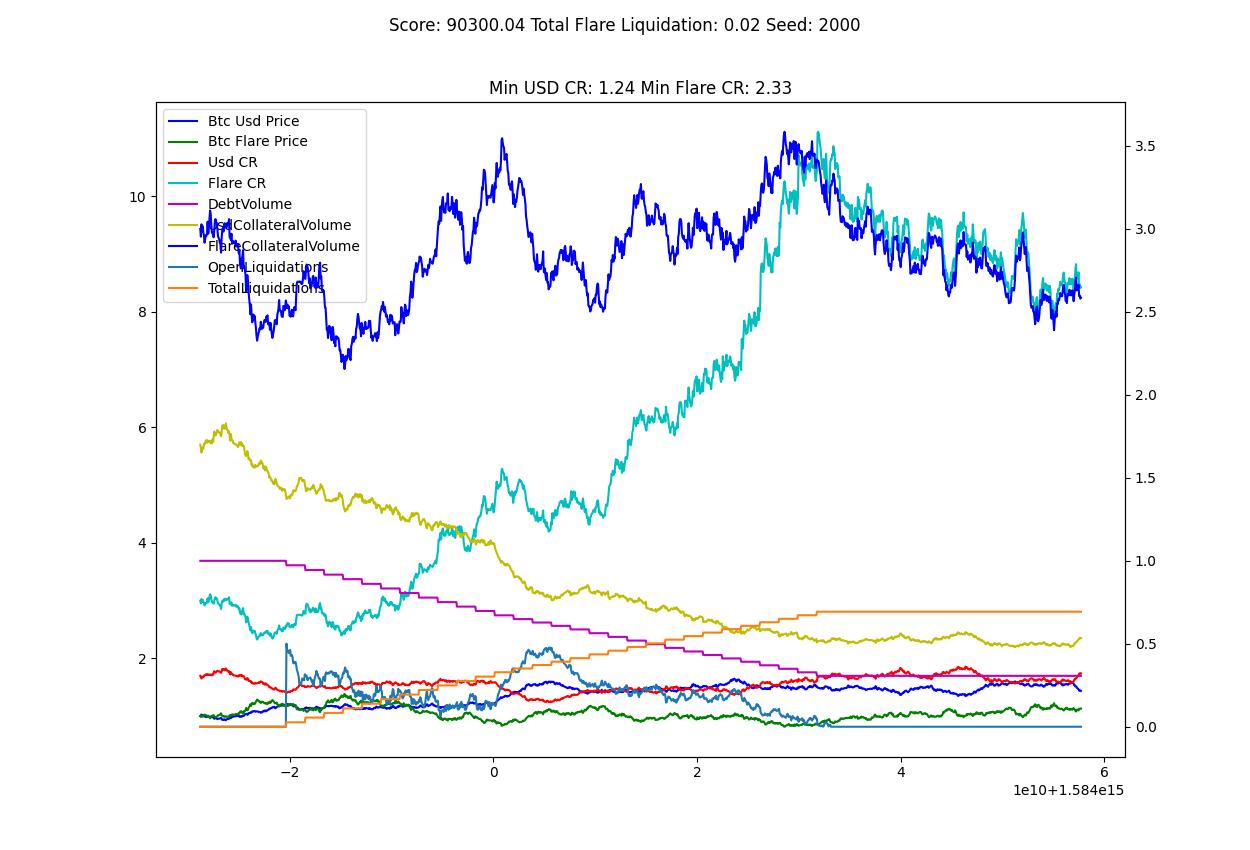 Score: 90300.04 Total Flare Liquidation: 0.02 Seed: 2000
Min USD CR: 1.24 Min Flare CR: 2.33
Btc Usd Price
Btc Flare Price
Usd CR
Flare CR
DebtVolume
UsdCollateralVolume
FlareCollateralVolume
OpenLiquidations
TotalLiquidations
10
8
6
4
2
3.5
3.0
2.5
2.0
1.5
1.0
0.5
0.0
−2 0 2 4 6
1e10+1.584e15